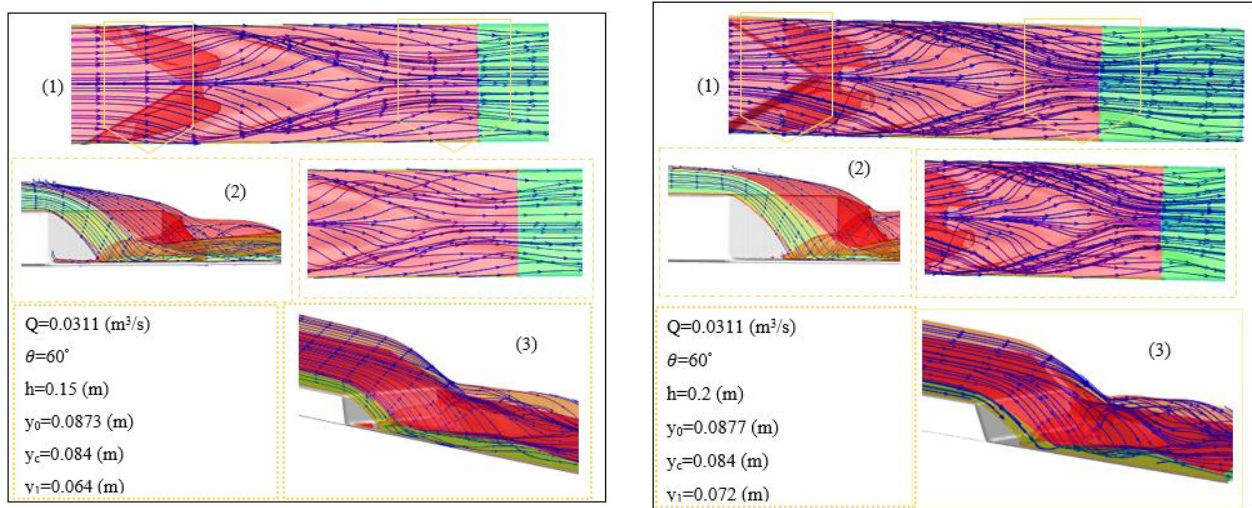 (1)
(2)
(3)
Q=0.0311 (m³/s)
θ=60°
h=0.15 (m)
y₀=0.0873 (m)
y꜀=0.084 (m)
y₁=0.064 (m)
(1)
(2)
(3)
Q=0.0311 (m³/s)
θ=60°
h=0.2 (m)
y₀=0.0877 (m)
y꜀=0.084 (m)
y₁=0.072 (m)